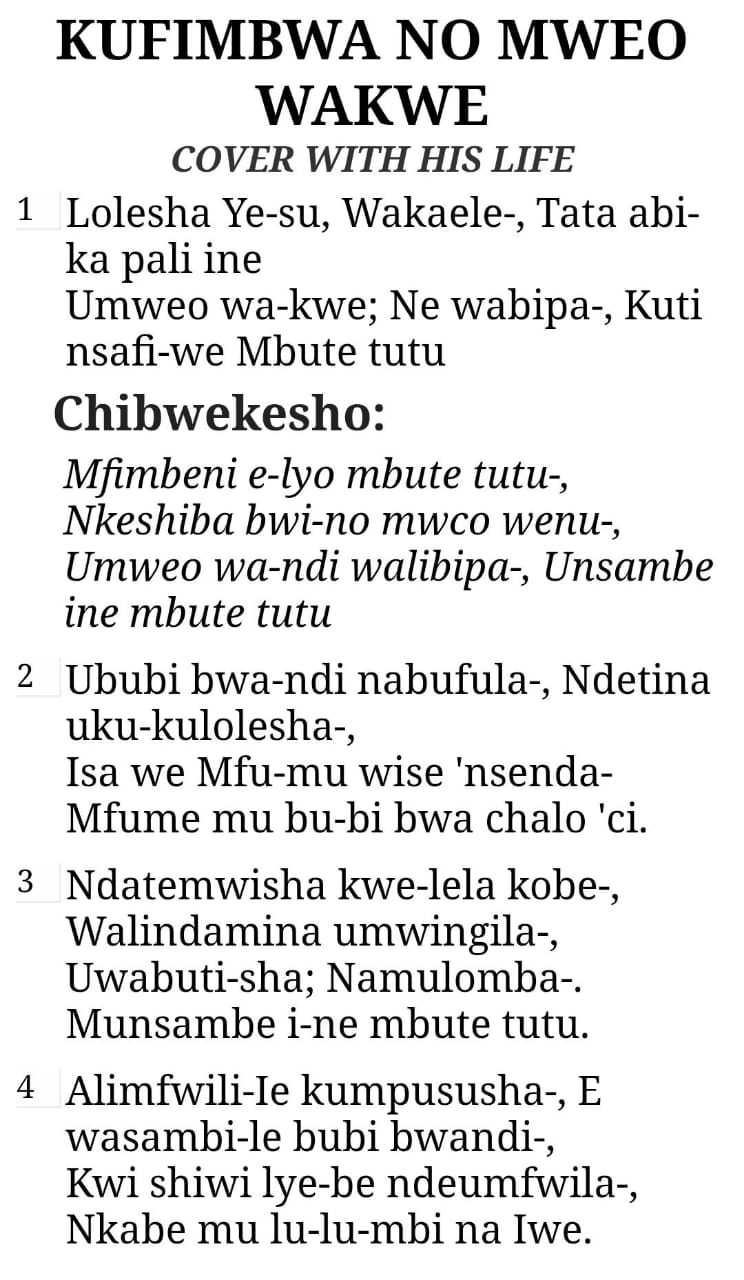 KUFIMBWA NO MWEO
WAKWE
COVER WITH HIS LIFE
1 Lolesha Ye-su, Wakaele-, Tata abi-
ka pali ine
Umweo wa-kwe; Ne wabipa-, Kuti
nsafi-we Mbute tutu
Chibwekesho:
Mfimbeni e-lyo mbute tutu-,
Nkeshiba bwi-no mwco wenu-,
Umweo wa-ndi walibipa-, Unsambe
ine mbute tutu
2 Ububi bwa-ndi nabufula-, Ndetina
uku-kulolesha-,
Isa we Mfu-mu wise 'nsenda-
Mfume mu bu-bi bwa chalo 'ci.
3 Ndatemwisha kwe-lela kobe-,
Walindamina umwingila-,
Uwabuti-sha; Namulomba-.
Munsambe i-ne mbute tutu.
4 Alimfwili-Ie kumpususha-, E
wasambi-le bubi bwandi-,
Kwi shiwi lye-be ndeumfwila-,
Nkabe mu lu-lu-mbi na Iwe.